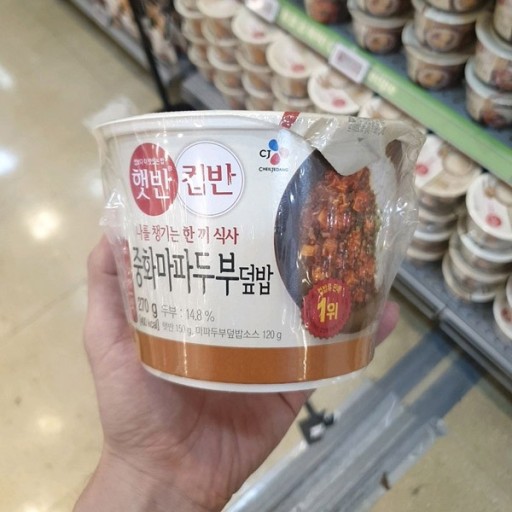 햇반 컵반
CJ
CHEILJEDANG
나를 챙기는 한 끼 식사
중화마파두부덮밥
270 g 두부 : 14.8 %
햇반 150 g, 마파두부덮밥소스 120 g
1위